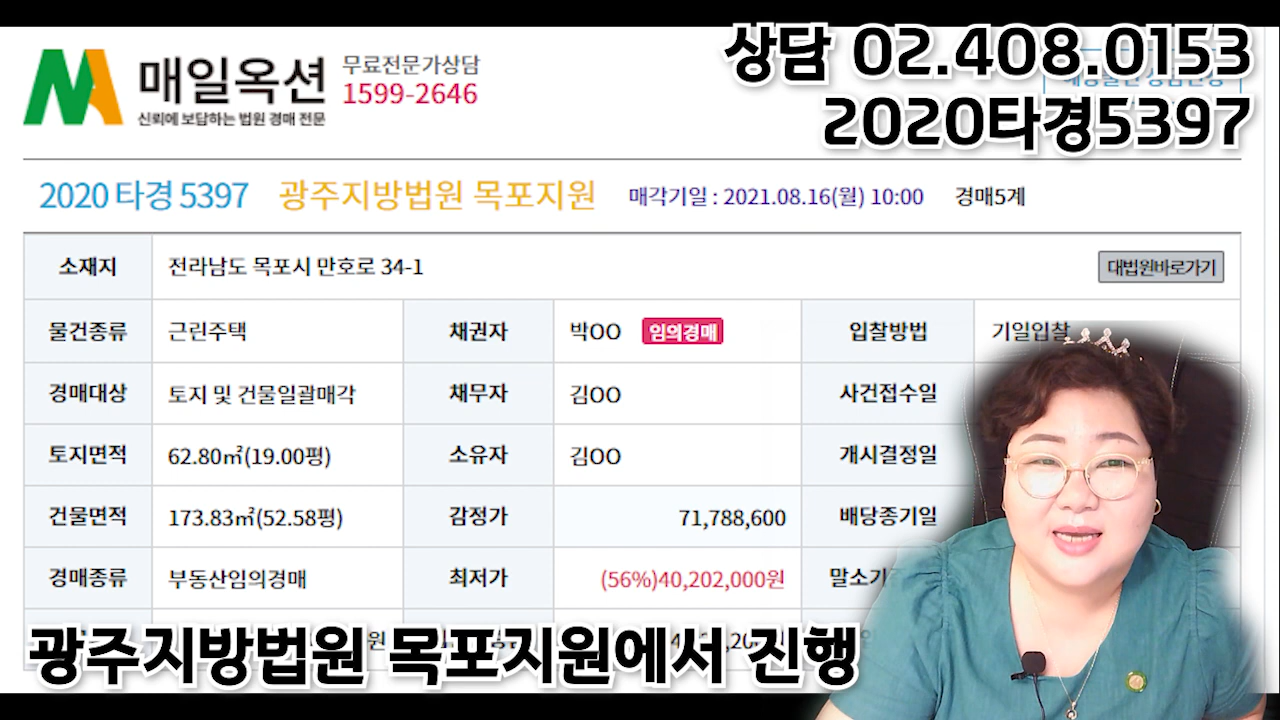 상담 02.408.0153
2020타경5397
매일옥션
신뢰에 보답하는 법원 경매 전문
무료전문가상담
1599-2646
2020 타경 5397 광주지방법원 목포지원 매각기일 : 2021.08.16(월) 10:00 경매5계
소재지 전라남도 목포시 만호로 34-1 대법원바로가기
물건종류 근린주택 채권자 박OO 임의경매 입찰방법 기일입찰
경매대상 토지 및 건물일괄매각 채무자 김OO 사건접수일
토지면적 62.80㎡(19.00평) 소유자 김OO 개시결정일
건물면적 173.83㎡(52.58평) 감정가 71,788,600 배당종기일
경매종류 부동산임의경매 최저가 (56%)40,202,000원
광주지방법원 목포지원에서 진행